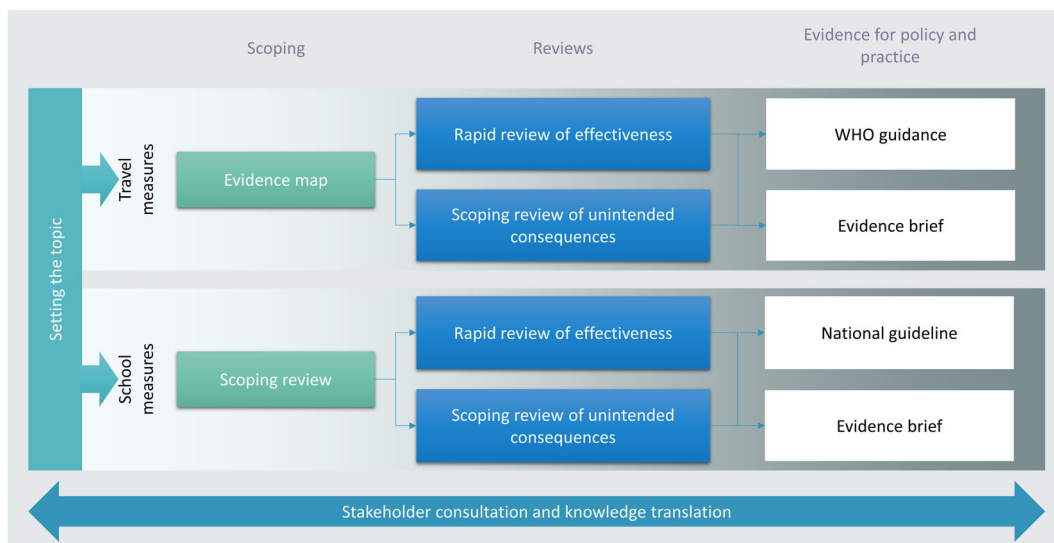 Scoping
Reviews
Evidence for policy and
practice
Setting the topic
Travel
measures
Evidence map
Rapid review of effectiveness
Scoping review of unintended
consequences
WHO guidance
Evidence brief
School
measures
Scoping review
Rapid review of effectiveness
Scoping review of unintended
consequences
National guideline
Evidence brief
Stakeholder consultation and knowledge translation